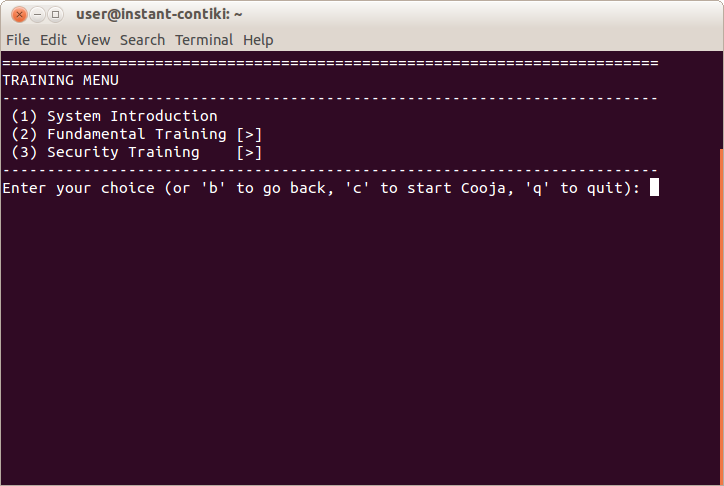 user@instant-contiki: ~
File Edit View Search Terminal Help
=========================================================================
TRAINING MENU
-------------------------------------------------------------------------
 (1) System Introduction
 (2) Fundamental Training [>]
 (3) Security Training    [>]
-------------------------------------------------------------------------
Enter your choice (or 'b' to go back, 'c' to start Cooja, 'q' to quit):